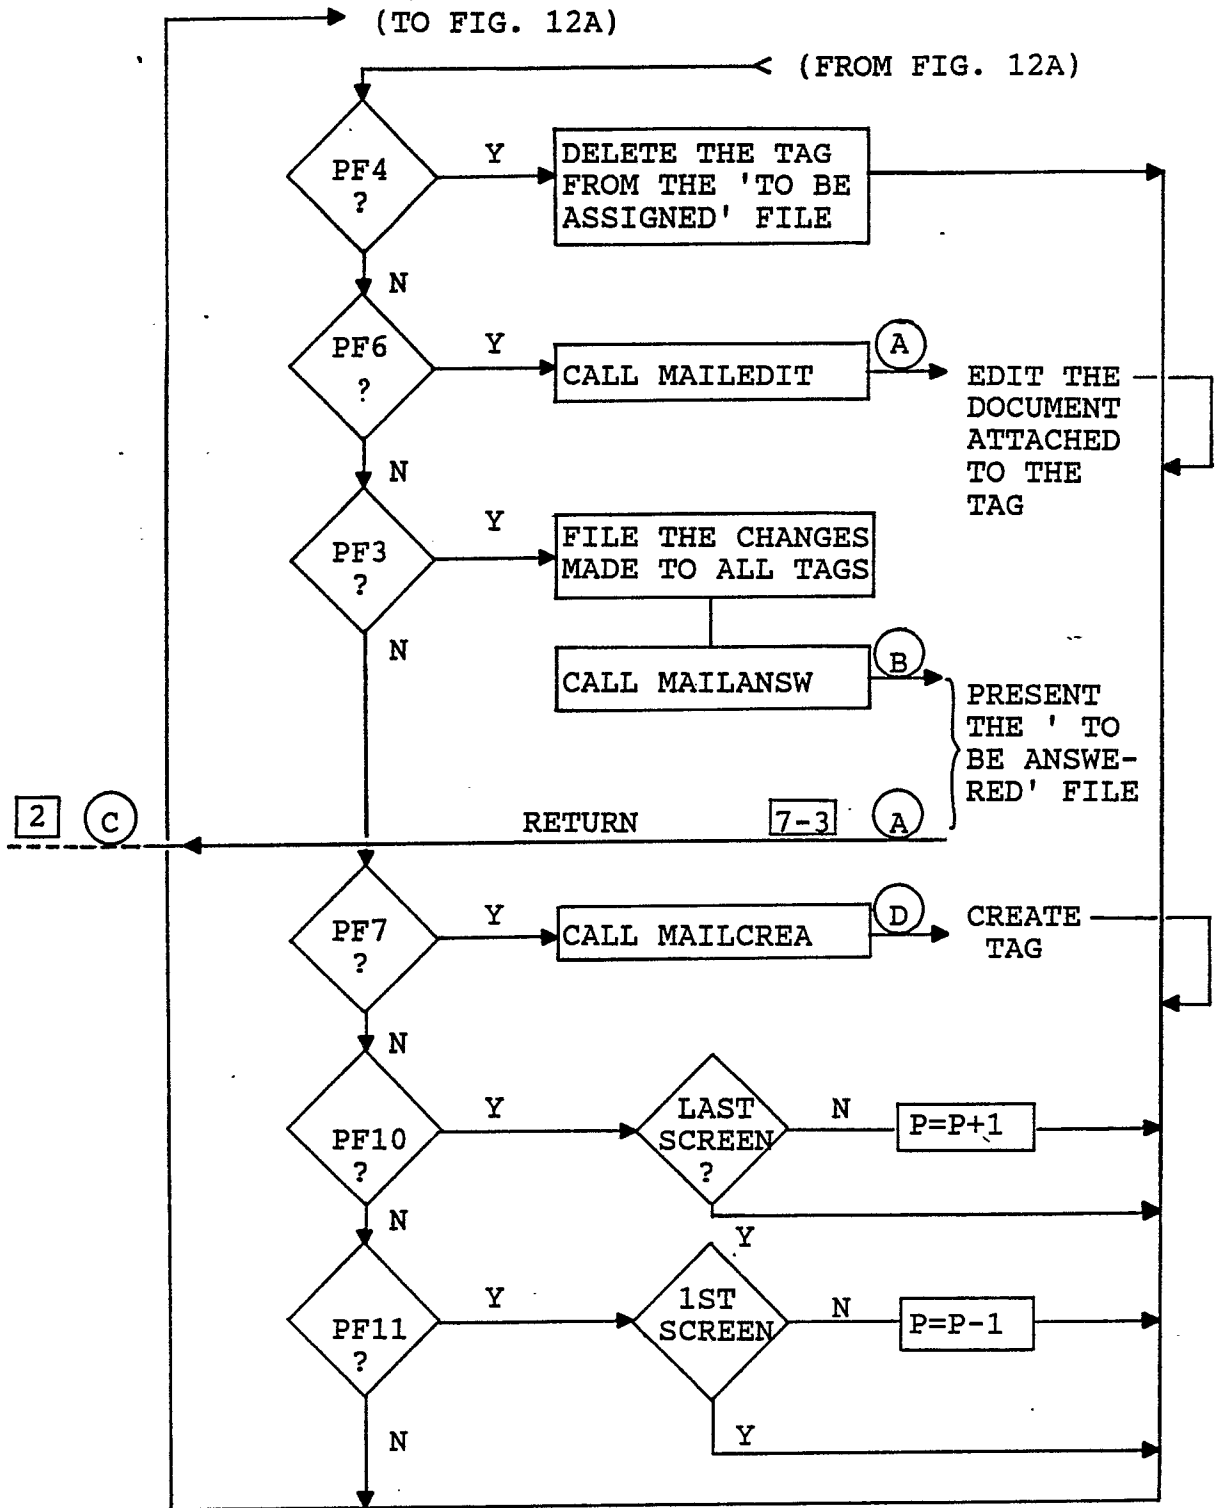 (TO FIG. 12A)
(FROM FIG. 12A)
PF4
?
Y
DELETE THE TAG
FROM THE 'TO BE
ASSIGNED' FILE
N
PF6
?
Y
CALL MAILEDIT
A
EDIT THE
DOCUMENT
ATTACHED
TO THE
TAG
N
PF3
?
Y
FILE THE CHANGES
MADE TO ALL TAGS
N
CALL MAILANSW
B
PRESENT
THE ' TO
BE ANSWE-
RED' FILE
2
C
RETURN
7-3
A
PF7
?
Y
CALL MAILCREA
D
CREATE
TAG
N
PF10
?
Y
LAST
SCREEN
?
N
P=P+1
Y
N
PF11
?
Y
1ST
SCREEN
N
P=P-1
Y
N